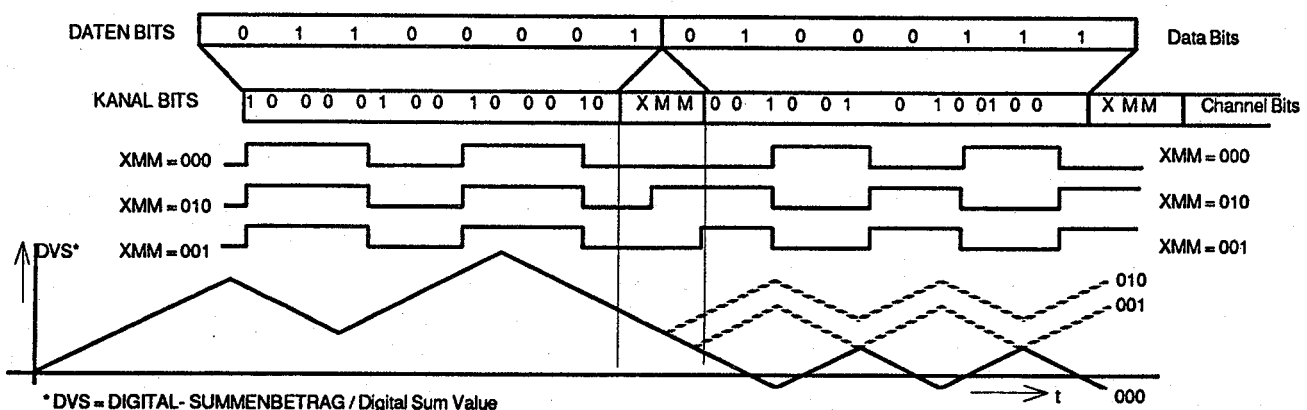 DATEN BITS 0 1 1 0 0 0 0 1 0 1 0 0 0 1 1 1 Data Bits
KANAL BITS 1 0 0 0 0 1 0 0 1 0 0 0 1 0 X M M 0 0 1 0 0 1 0 1 0 0 1 0 0 X M M Channel Bits
XMM = 000 XMM = 000
XMM = 010 XMM = 010
XMM = 001 XMM = 001
DVS*
010
001
t 000
* DVS = DIGITAL- SUMMENBETRAG / Digital Sum Value